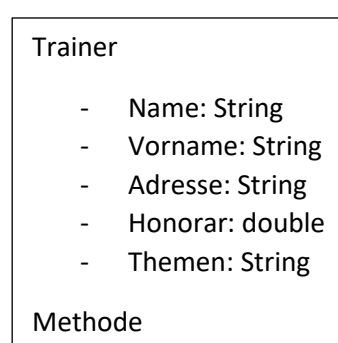 Trainer
- Name: String
- Vorname: String
- Adresse: String
- Honorar: double
- Themen: String
Methode